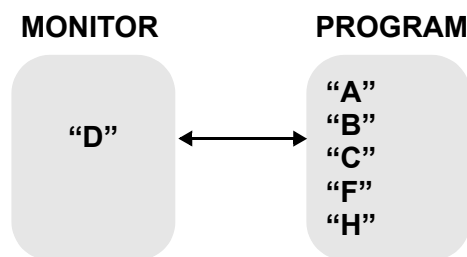 MONITOR
PROGRAM
“D”
“A”
“B”
“C”
“F”
“H”